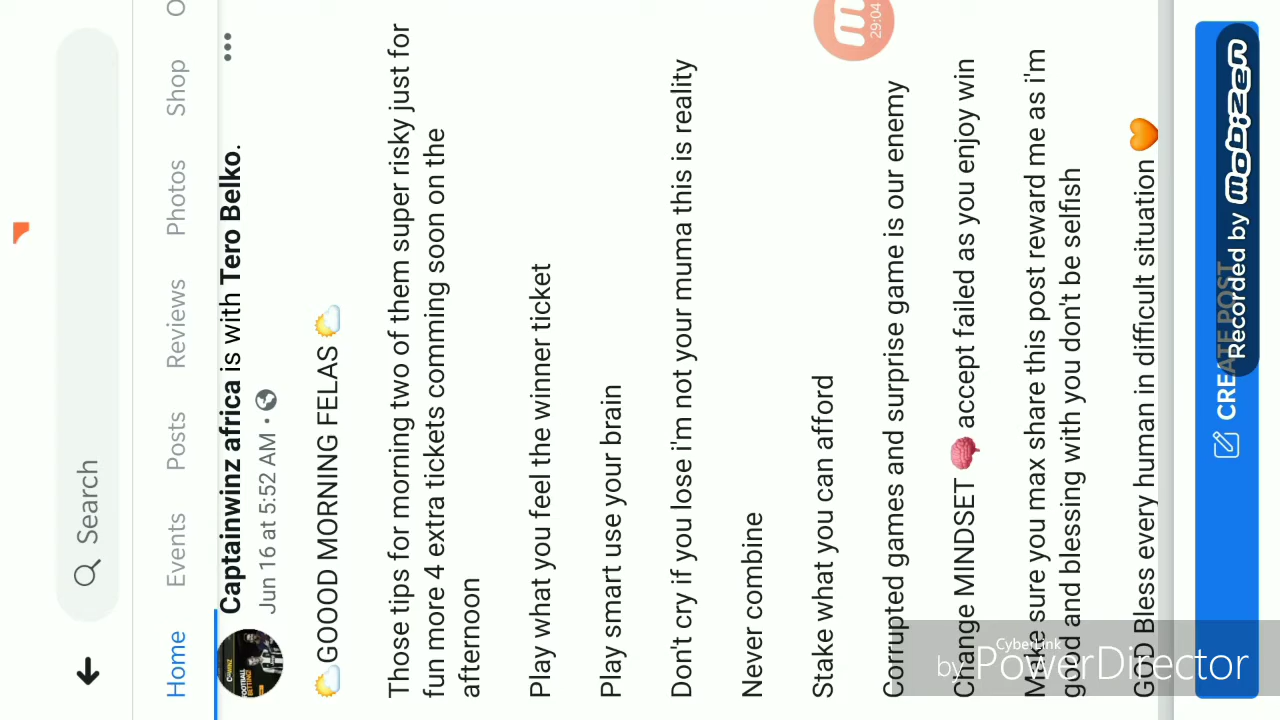 Search
Home Events Posts Reviews Photos Shop
Captainwinz africa is with Tero Belko.
Jun 16 at 5:52 AM
GOOOD MORNING FELAS
Those tips for morning two of them super risky just for
fun more 4 extra tickets comming soon on the
afternoon
Play what you feel the winner ticket
Play smart use your brain
Don't cry if you lose i'm not your muma this is reality
Never combine
Stake what you can afford
Corrupted games and surprise game is our enemy
Change MINDSET 🧠 accept failed as you enjoy win
Make sure you max share this post reward me as i'm
good and blessing with you don't be selfish
GOD Bless every human in difficult situation 🧡
CREATE POST
29:04
Recorded by mobizen
CyberLink
by PowerDirector